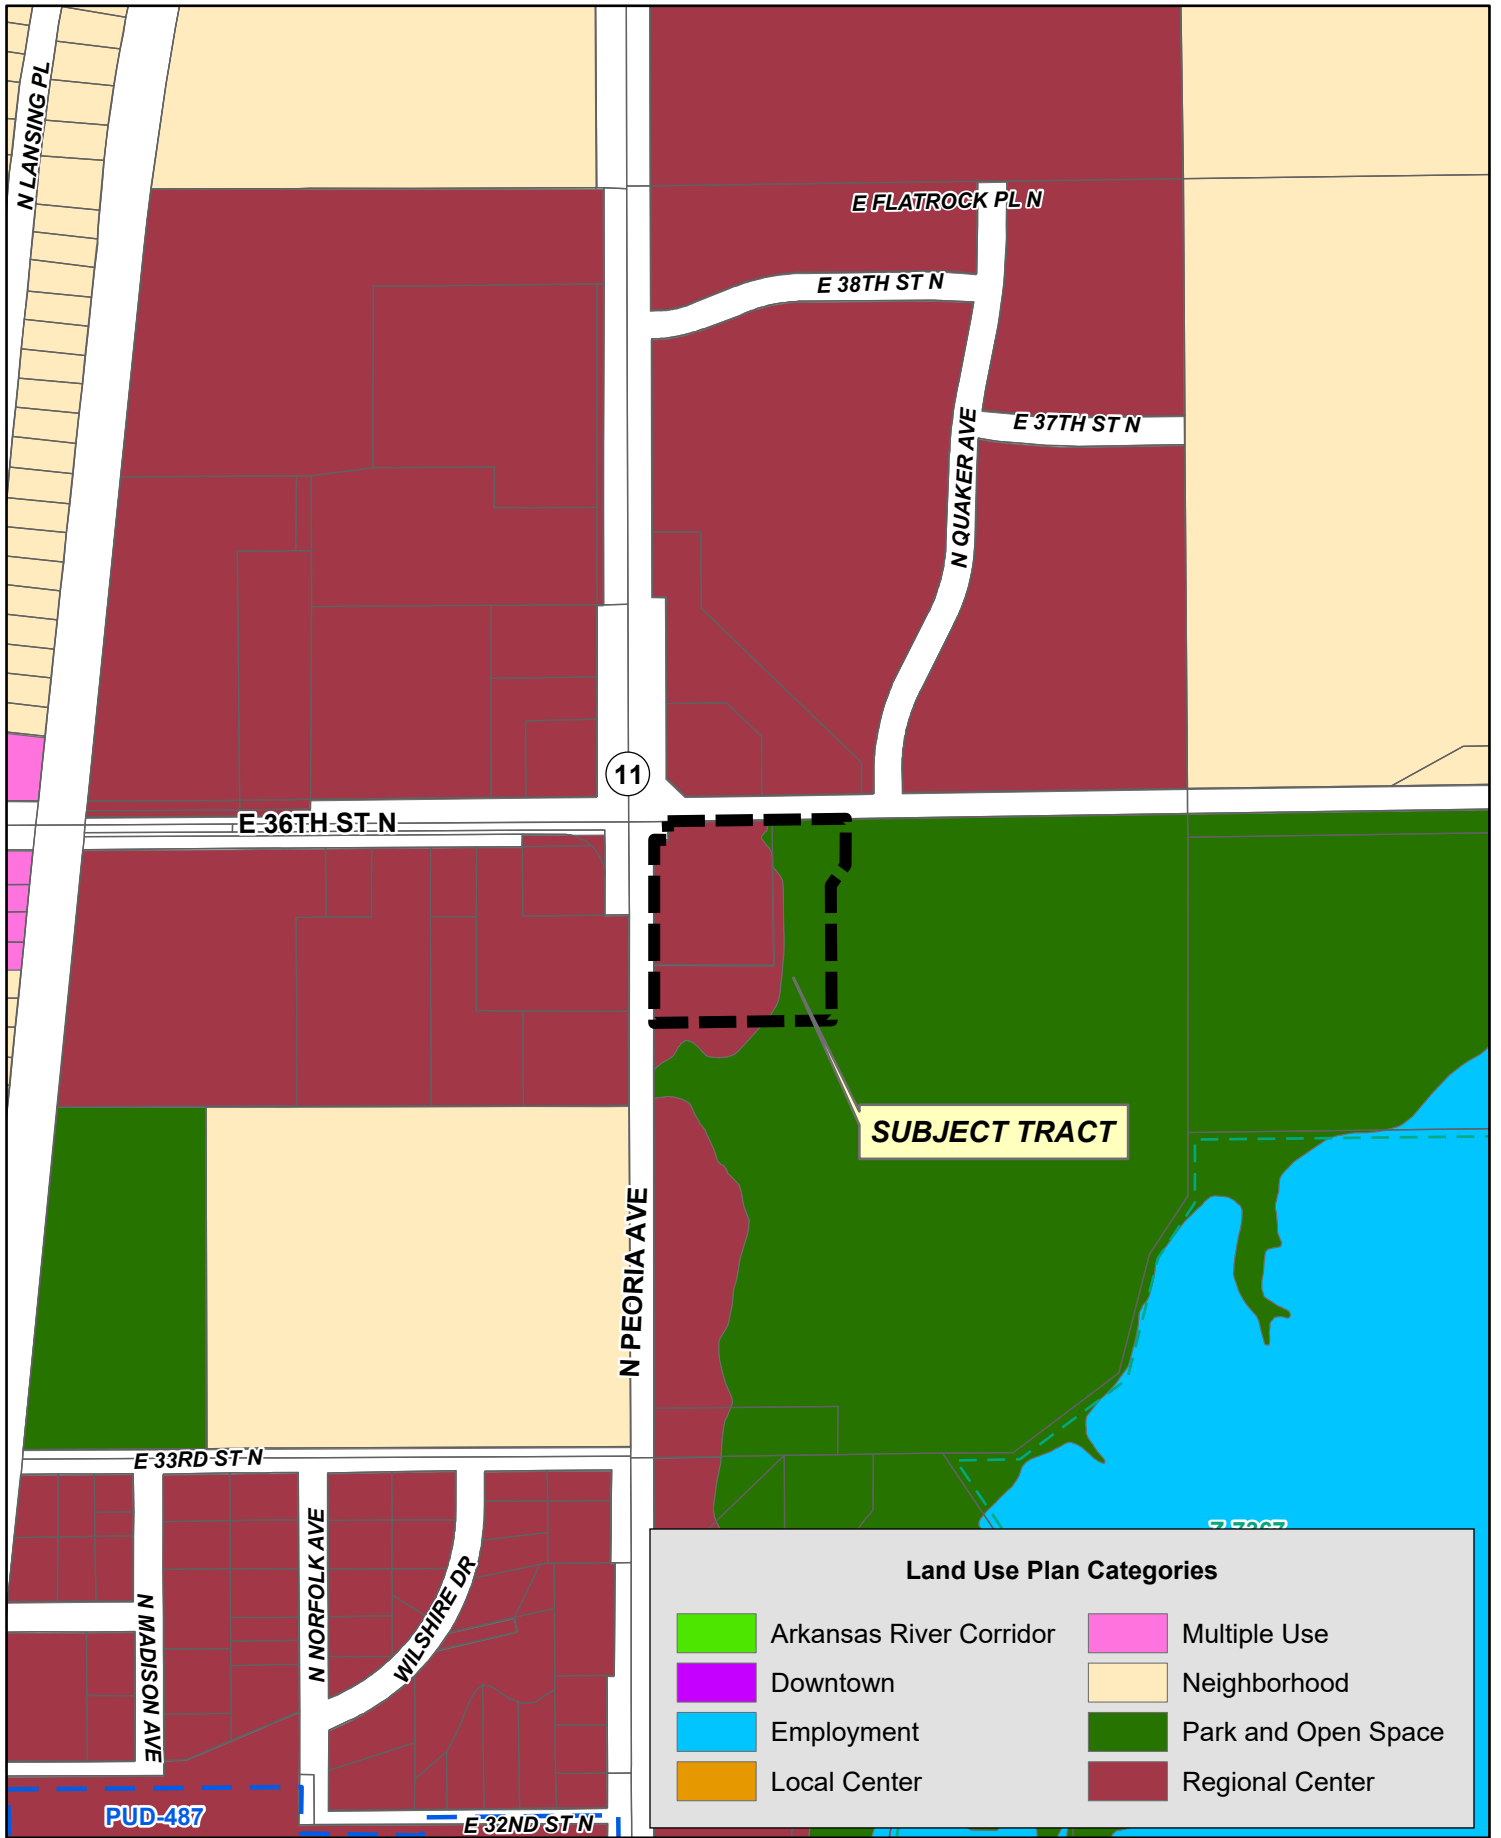 N LANSING PL
E FLATROCK PL N
E 38TH ST N
E 37TH ST N
N QUAKER AVE
11
E 36TH ST N
SUBJECT TRACT
N PEORIA AVE
E 33RD ST N
N MADISON AVE
N NORFOLK AVE
WILSHIRE DR
PUD-487
E 32ND ST N
Land Use Plan Categories
Arkansas River Corridor
Downtown
Employment
Local Center
Multiple Use
Neighborhood
Park and Open Space
Regional Center